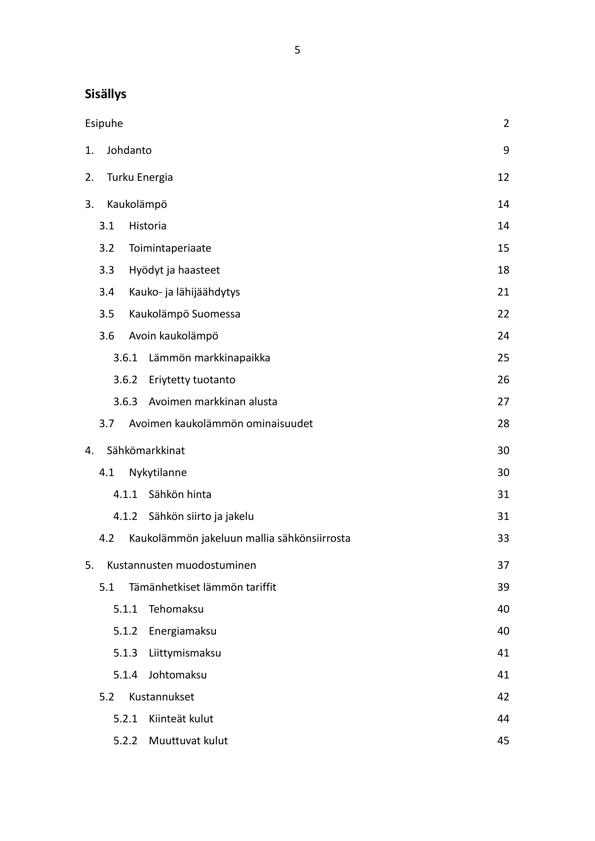 5
Sisällys
Esipuhe 2
1. Johdanto 9
2. Turku Energia 12
3. Kaukolämpö 14
3.1 Historia 14
3.2 Toimintaperiaate 15
3.3 Hyödyt ja haasteet 18
3.4 Kauko- ja lähijäähdytys 21
3.5 Kaukolämpö Suomessa 22
3.6 Avoin kaukolämpö 24
3.6.1 Lämmön markkinapaikka 25
3.6.2 Eriytetty tuotanto 26
3.6.3 Avoimen markkinan alusta 27
3.7 Avoimen kaukolämmön ominaisuudet 28
4. Sähkömarkkinat 30
4.1 Nykytilanne 30
4.1.1 Sähkön hinta 31
4.1.2 Sähkön siirto ja jakelu 31
4.2 Kaukolämmön jakeluun mallia sähkönsiirrosta 33
5. Kustannusten muodostuminen 37
5.1 Tämänhetkiset lämmön tariffit 39
5.1.1 Tehomaksu 40
5.1.2 Energiamaksu 40
5.1.3 Liittymismaksu 41
5.1.4 Johtomaksu 41
5.2 Kustannukset 42
5.2.1 Kiinteät kulut 44
5.2.2 Muuttuvat kulut 45